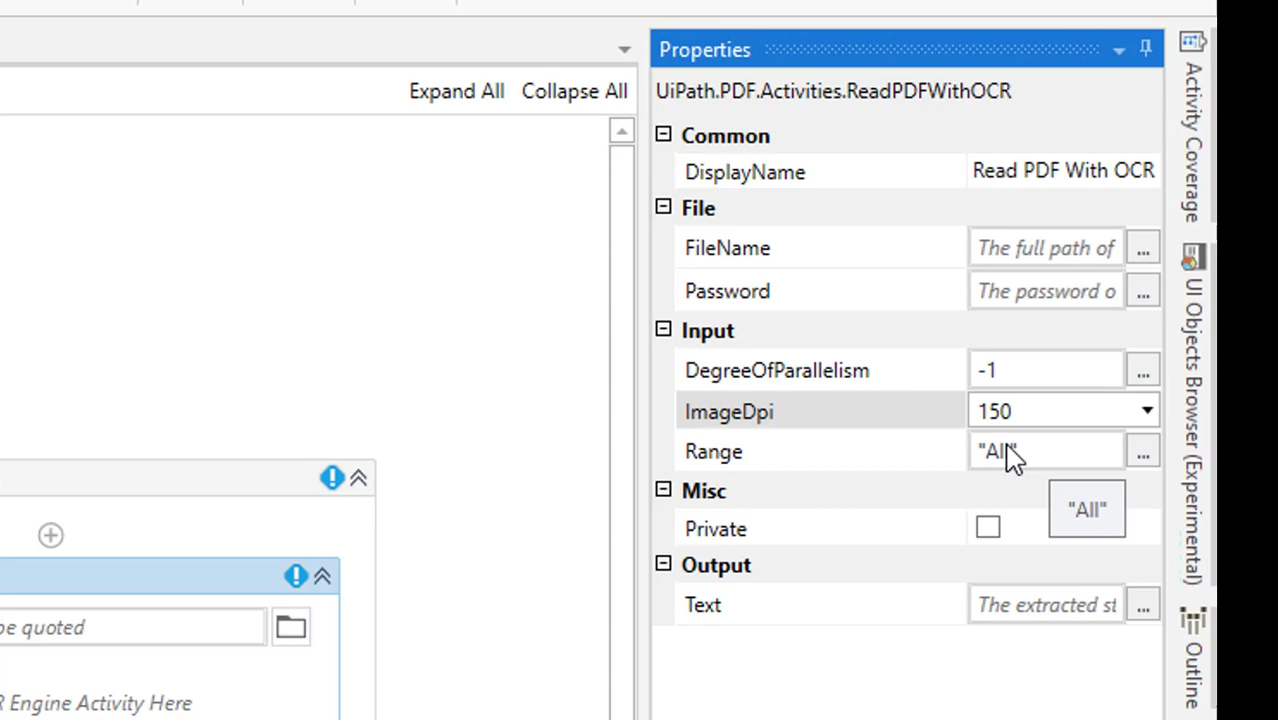 Properties
Expand All Collapse All
UiPath.PDF.Activities.ReadPDFWithOCR
Common
DisplayName Read PDF With OCR
File
FileName The full path of ...
Password The password o ...
Input
DegreeOfParallelism -1 ...
ImageDpi 150
Range "All" ...
"All"
Misc
Private
Output
Text The extracted st ...
be quoted
R Engine Activity Here
Activity Coverage
UI Objects Browser (Experimental)
Outline